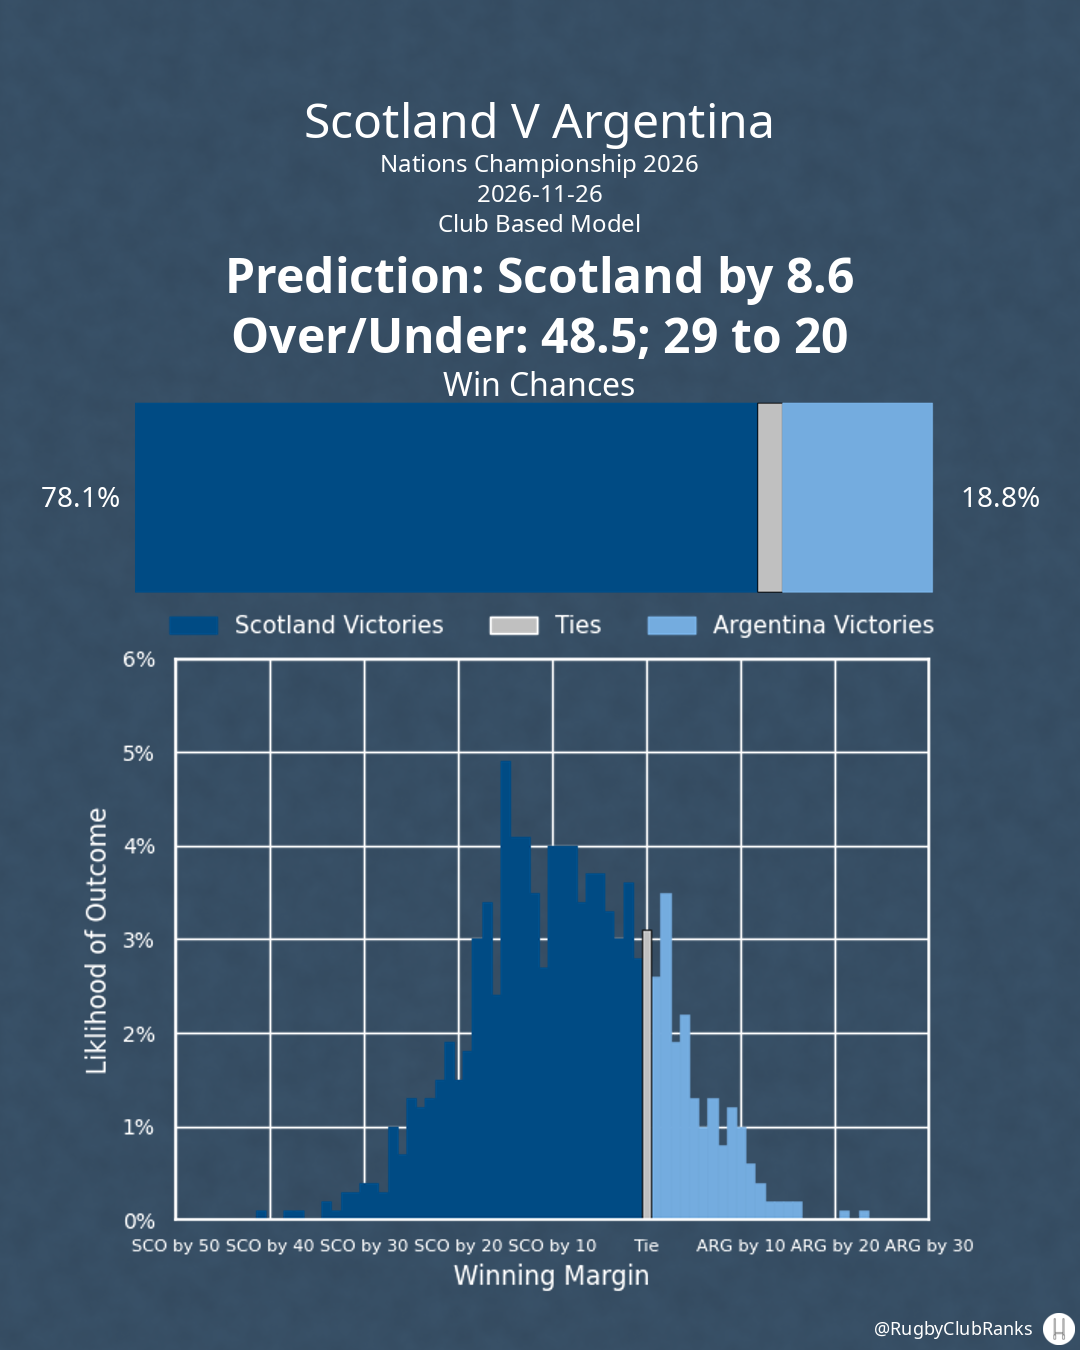 Scotland V Argentina
Nations Championship 2026
2026-11-26
Club Based Model
Prediction: Scotland by 8.6
Over/Under: 48.5; 29 to 20
Win Chances
78.1%
18.8%
Scotland Victories
Ties
Argentina Victories
6%
5%
4%
3%
2%
1%
0%
Liklihood of Outcome
SCO by 50 SCO by 40 SCO by 30 SCO by 20 SCO by 10 Tie ARG by 10 ARG by 20 ARG by 30
Winning Margin
@RugbyClubRanks